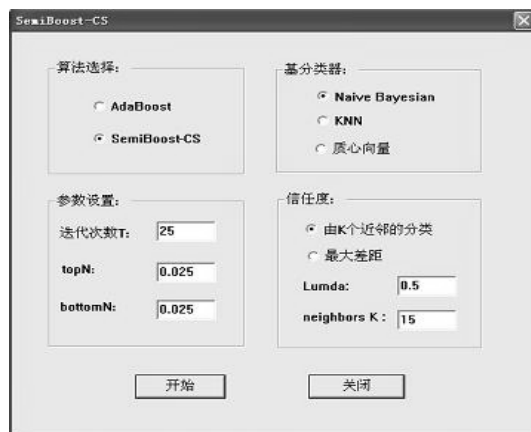 SemiBoost-CS
算法选择:
AdaBoost
SemiBoost-CS
基分类器:
Naive Bayesian
KNN
质心向量
参数设置:
迭代次数T: 25
topN: 0.025
bottomN: 0.025
信任度:
由K个近邻的分类
最大差距
Lumda: 0.5
neighbors K: 15
开始
关闭